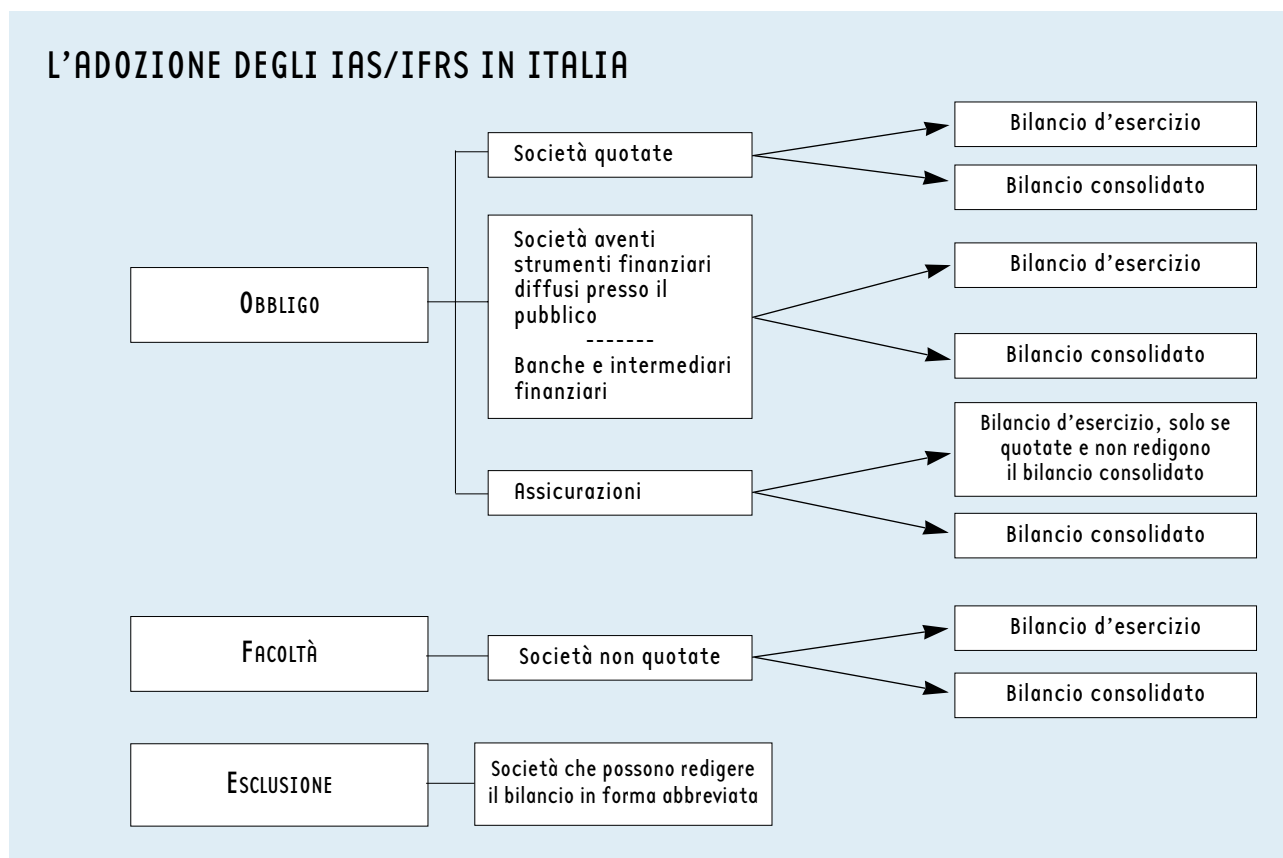 L'ADOZIONE DEGLI IAS/IFRS IN ITALIA
OBBLIGO
Società quotate
Bilancio d'esercizio
Bilancio consolidato
Società aventi
strumenti finanziari
diffusi presso il
pubblico
-------
Banche e intermediari
finanziari
Bilancio d'esercizio
Bilancio consolidato
Assicurazioni
Bilancio d'esercizio, solo se
quotate e non redigono
il bilancio consolidato
Bilancio consolidato
FACOLTÀ
Società non quotate
Bilancio d'esercizio
Bilancio consolidato
ESCLUSIONE
Società che possono redigere
il bilancio in forma abbreviata